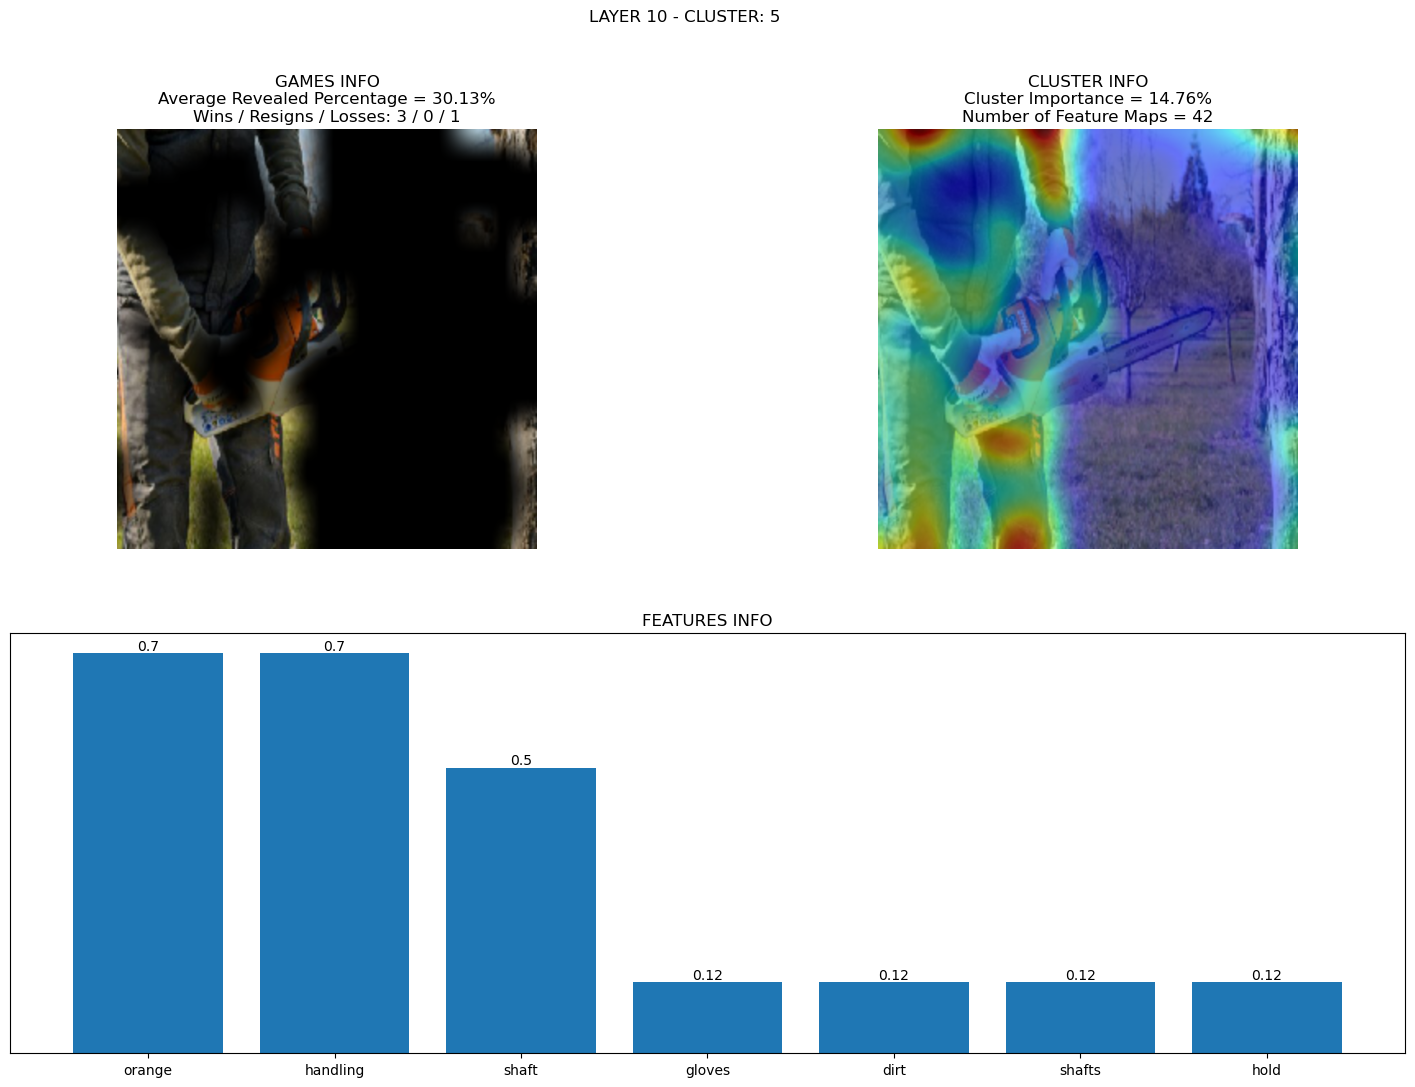 LAYER 10 - CLUSTER: 5
GAMES INFO
Average Revealed Percentage = 30.13%
Wins / Resigns / Losses: 3 / 0 / 1
CLUSTER INFO
Cluster Importance = 14.76%
Number of Feature Maps = 42
FEATURES INFO
0.7
0.7
0.5
0.12
0.12
0.12
0.12
orange
handling
shaft
gloves
dirt
shafts
hold